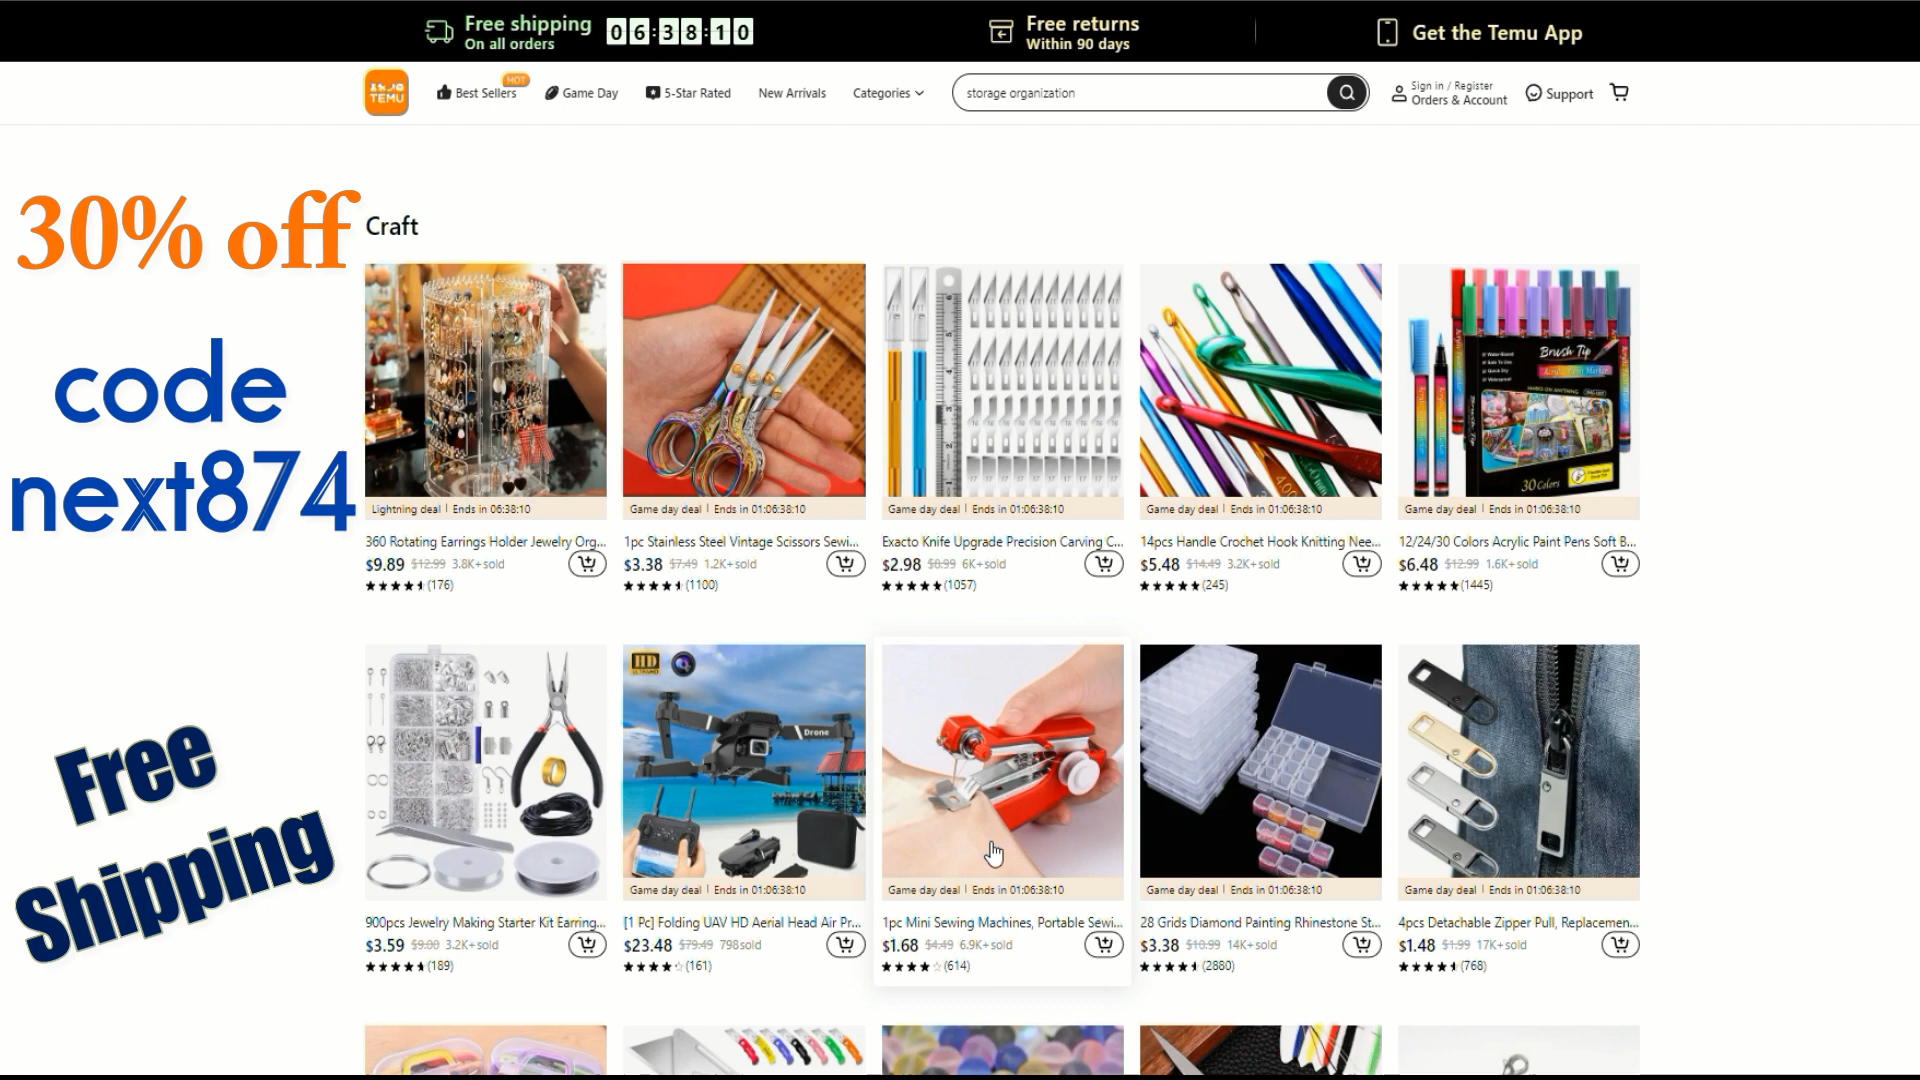 Free shipping
On all orders
06:38:10
Free returns
Within 90 days
Get the Temu App
TEMU
Best Sellers
HOT
Game Day
5-Star Rated
New Arrivals
Categories
storage organization
Sign in / Register
Orders & Account
Support
30% off
code
next874
Free
Shipping
Craft
Brush Tip
30 Colors
Lightning deal | Ends in 06:38:10
Game day deal | Ends in 01:06:38:10
Game day deal | Ends in 01:06:38:10
Game day deal | Ends in 01:06:38:10
Game day deal | Ends in 01:06:38:10
360 Rotating Earrings Holder Jewelry Org...
1pc Stainless Steel Vintage Scissors Sewi...
Exacto Knife Upgrade Precision Carving C...
14pcs Handle Crochet Hook Knitting Nee...
12/24/30 Colors Acrylic Paint Pens Soft B...
$9.89 $12.99 3.8K+sold
$3.38 $7.49 1.2K+sold
$2.98 $8.99 6K+sold
$5.48 $14.49 3.2K+sold
$6.48 $12.99 1.6K+sold
(176)
(1100)
(1057)
(245)
(1445)
HD
Drone
Game day deal | Ends in 01:06:38:10
Game day deal | Ends in 01:06:38:10
Game day deal | Ends in 01:06:38:10
Game day deal | Ends in 01:06:38:10
900pcs Jewelry Making Starter Kit Earring...
[1 Pc] Folding UAV HD Aerial Head Air Pr...
1pc Mini Sewing Machines, Portable Sewi...
28 Grids Diamond Painting Rhinestone St...
4pcs Detachable Zipper Pull, Replacemen...
$3.59 $9.00 3.2K+sold
$23.48 $79.49 798sold
$1.68 $4.49 6.9K+sold
$3.38 $10.99 14K+sold
$1.48 $1.99 17K+sold
(189)
(161)
(614)
(2880)
(768)